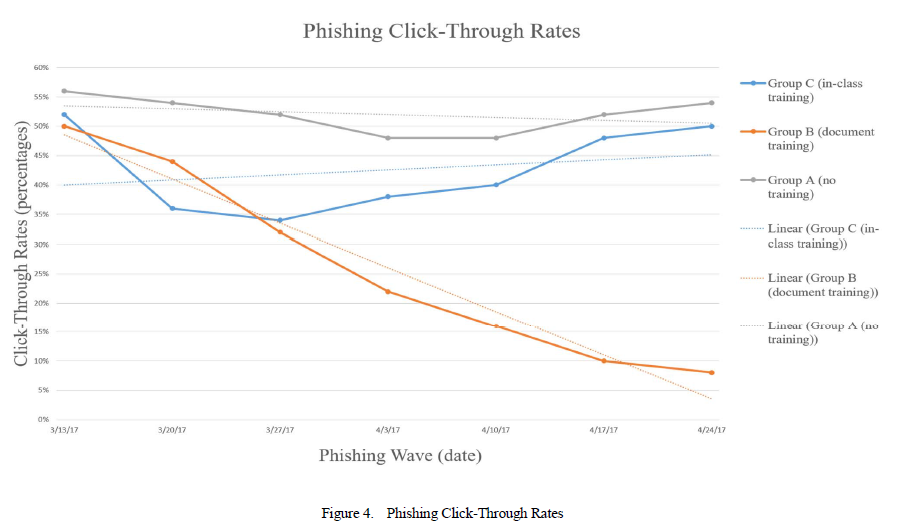 Phishing Click-Through Rates
60%
55%
50%
45%
40%
35%
30%
25%
20%
15%
10%
5%
0%
Click-Through Rates (percentages)
3/13/17
3/20/17
3/27/17
4/3/17
4/10/17
4/17/17
4/24/17
Phishing Wave (date)
Group C (in-class
training)
Group B (document
training)
Group A (no
training)
Linear (Group C (in-
class training))
Linear (Group B
(document training))
Linear (Group A (no
training))
Figure 4. Phishing Click-Through Rates